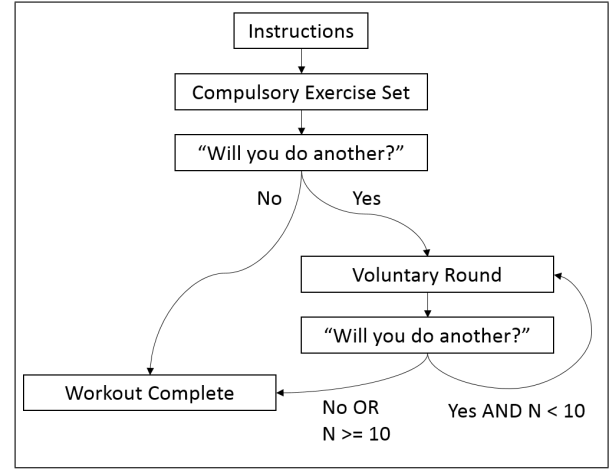 Instructions
Compulsory Exercise Set
“Will you do another?”
No
Yes
Voluntary Round
“Will you do another?”
Workout Complete
No OR
N >= 10
Yes AND N < 10